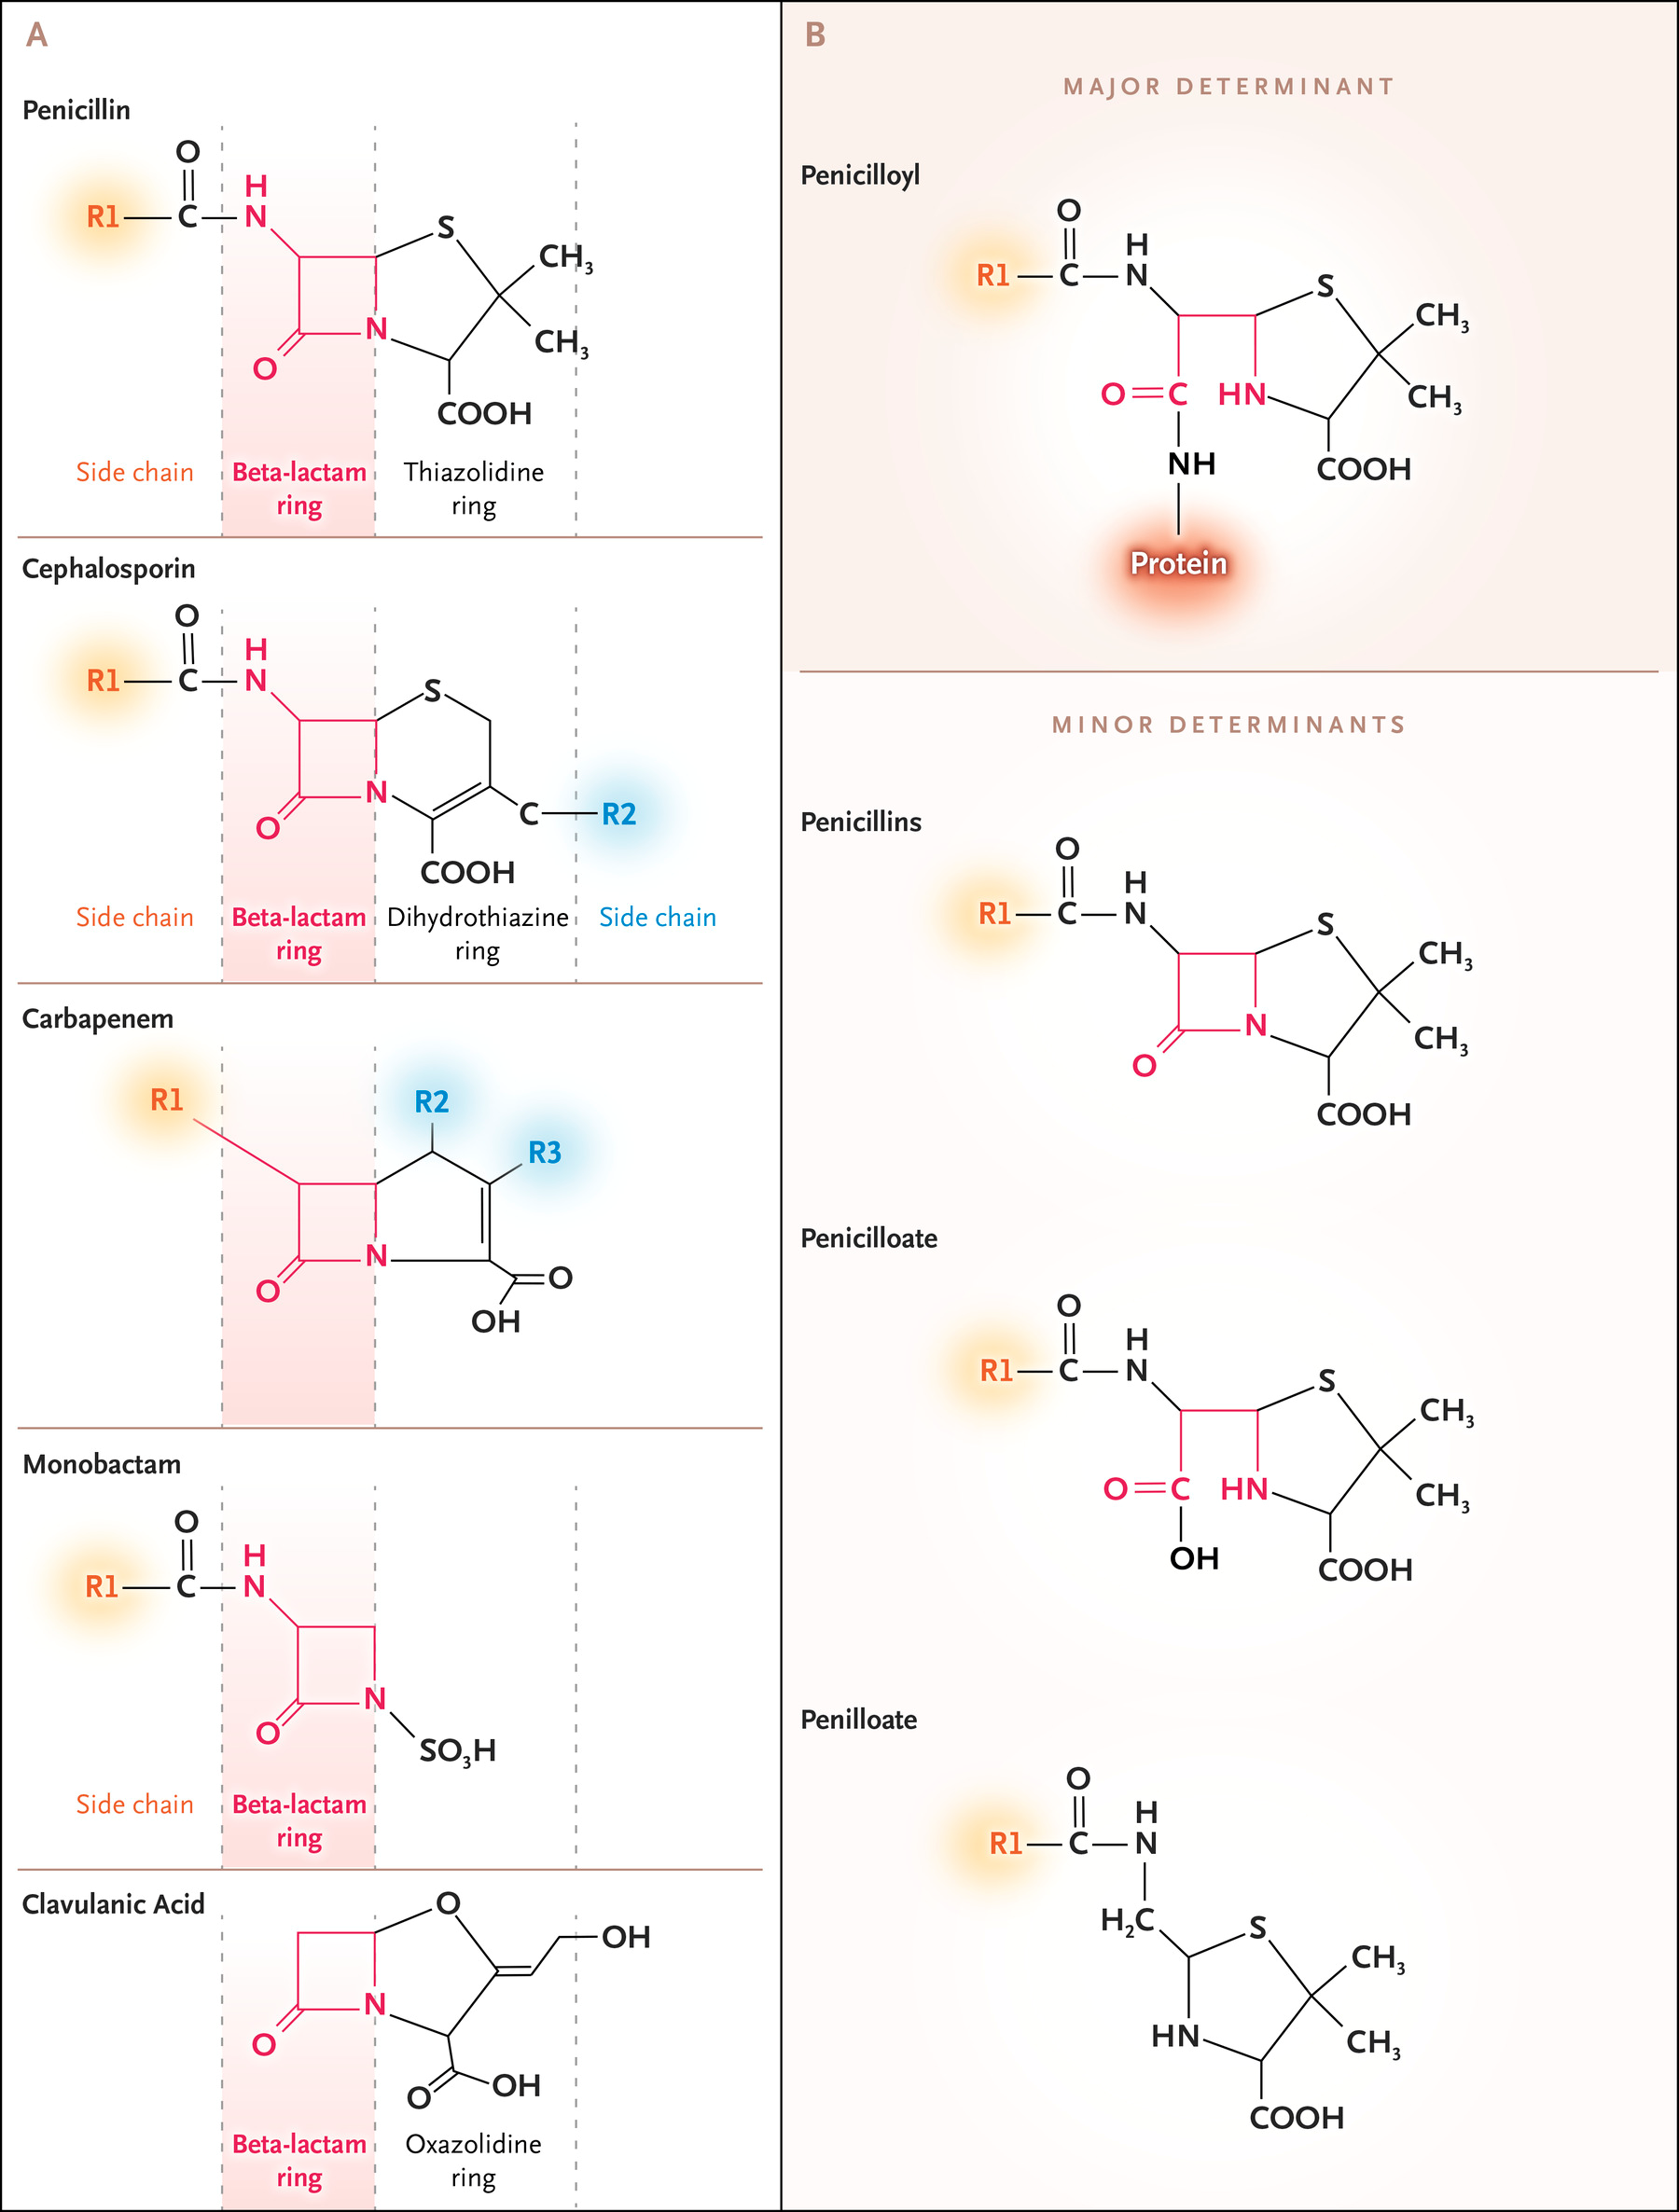 A
Penicillin
O
H
R1 C N
S
CH3
N
CH3
O
COOH
Side chain Beta-lactam ring Thiazolidine ring
Cephalosporin
O
H
R1 C N
S
N
C R2
O
COOH
Side chain Beta-lactam ring Dihydrothiazine ring Side chain
Carbapenem
R1 R2
R3
N
O O
OH
Monobactam
O
H
R1 C N
N
O
SO3H
Side chain Beta-lactam ring
Clavulanic Acid
O
OH
N
O
O OH
Beta-lactam ring Oxazolidine ring
B
MAJOR DETERMINANT
Penicilloyl
O
H
R1 C N
S
CH3
O C HN CH3
NH COOH
Protein
MINOR DETERMINANTS
Penicillins
O
H
R1 C N
S
CH3
N CH3
O
COOH
Penicilloate
O
H
R1 C N
S
CH3
O C HN CH3
OH COOH
Penilloate
O
H
R1 C N
H2C S
CH3
HN CH3
COOH